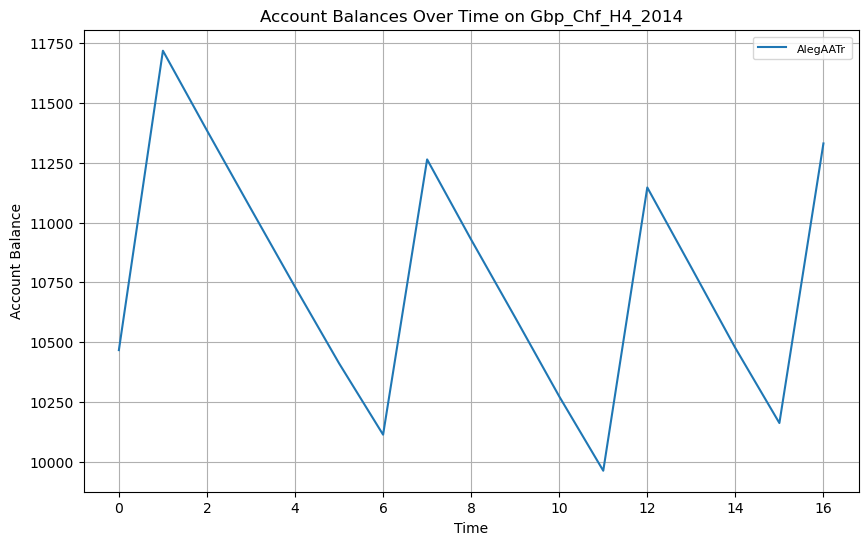 Account Balances Over Time on Gbp_Chf_H4_2014
AlegAATr
Account Balance
11750
11500
11250
11000
10750
10500
10250
10000
0 2 4 6 8 10 12 14 16
Time